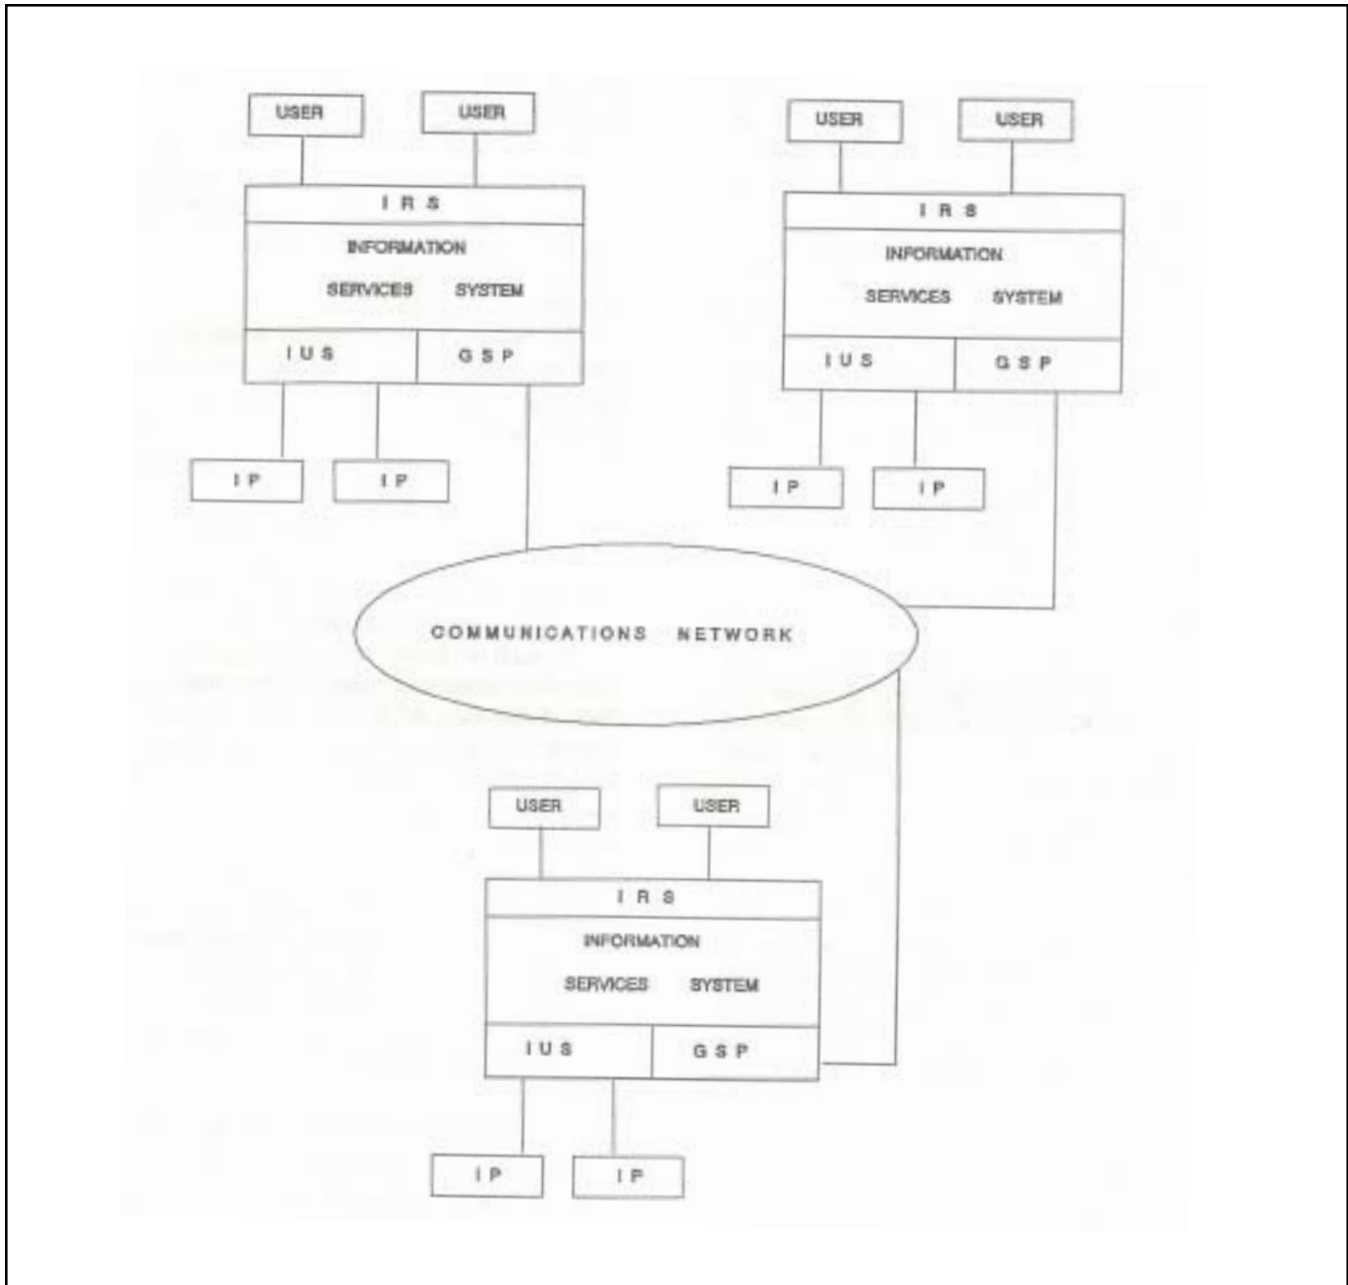 USER
USER
I R S
INFORMATION
SERVICES SYSTEM
I U S
G S P
I P
I P
USER
USER
I R S
INFORMATION
SERVICES SYSTEM
I U S
G S P
I P
I P
COMMUNICATIONS NETWORK
USER
USER
I R S
INFORMATION
SERVICES SYSTEM
I U S
G S P
I P
I P